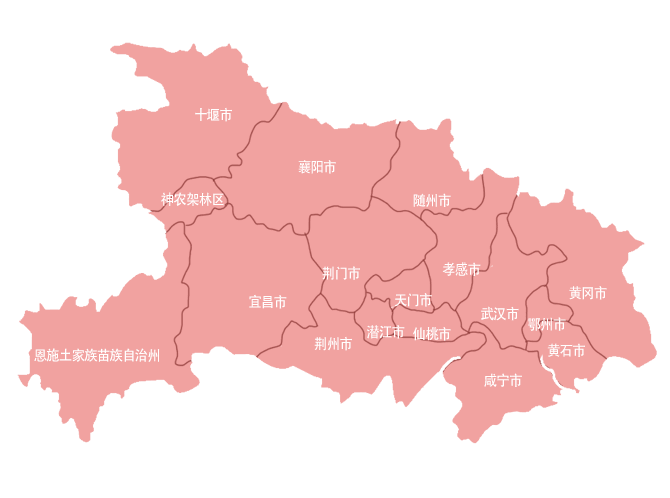 十堰市
襄阳市
神农架林区
随州市
荆门市
孝感市
宜昌市
天门市
黄冈市
武汉市
鄂州市
潜江市
仙桃市
荆州市
黄石市
恩施土家族苗族自治州
咸宁市